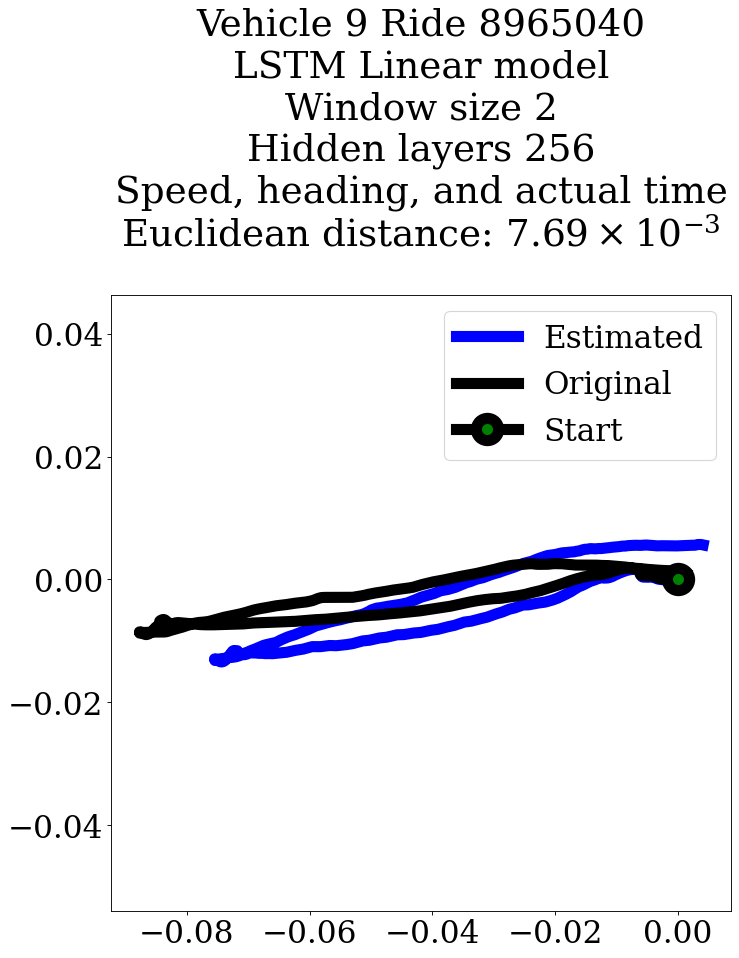 Vehicle 9 Ride 8965040
LSTM Linear model
Window size 2
Hidden layers 256
Speed, heading, and actual time
Euclidean distance: 7.69 × 10⁻³
Estimated
Original
Start
0.04
0.02
0.00
−0.02
−0.04
−0.08 −0.06 −0.04 −0.02 0.00